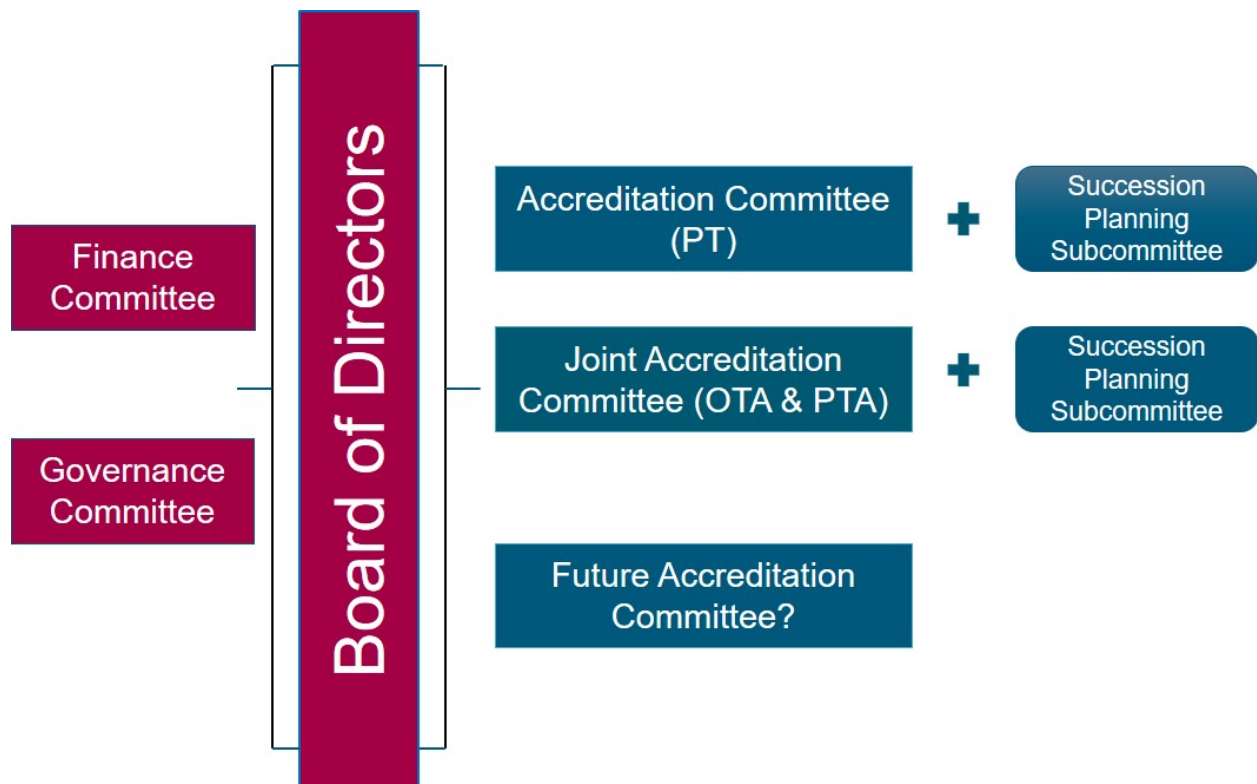 Finance
Committee
Governance
Committee
Board of Directors
Accreditation Committee
(PT)
Succession
Planning
Subcommittee
Joint Accreditation
Committee (OTA & PTA)
Succession
Planning
Subcommittee
Future Accreditation
Committee?